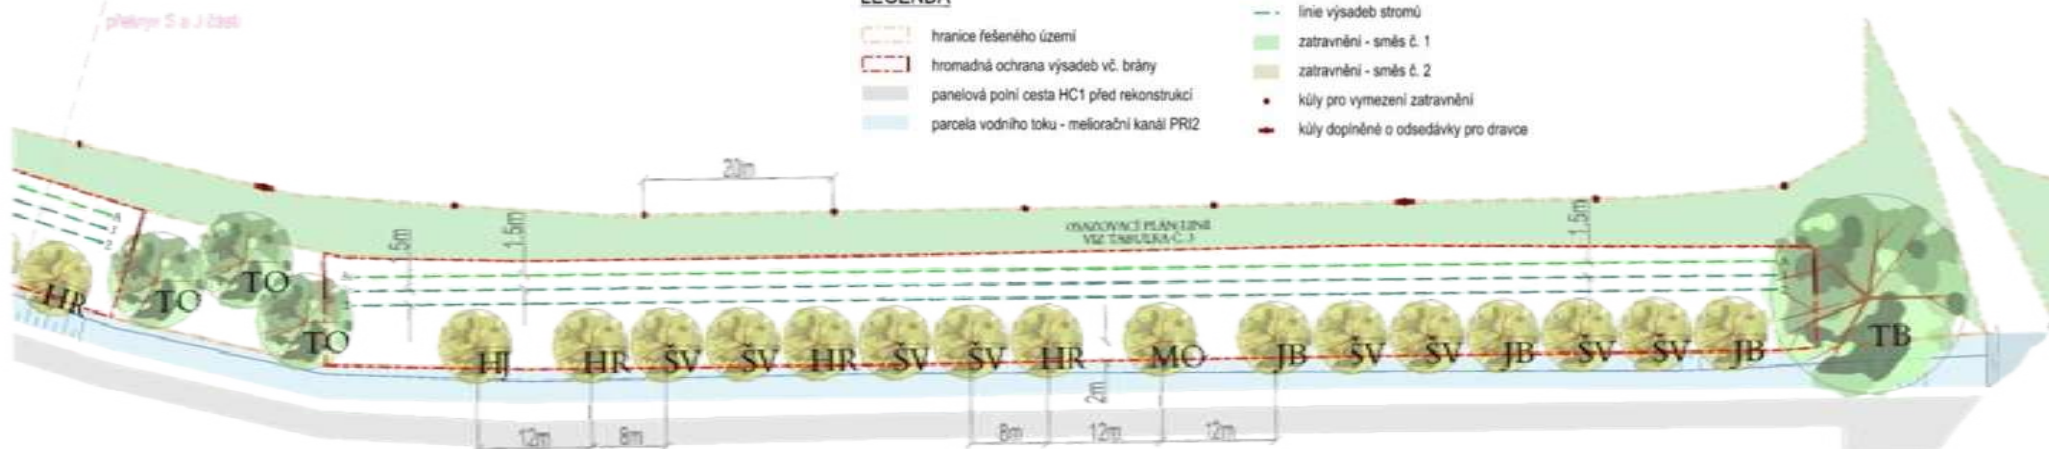 překryv S a J části
LEGENDA
hranice řešeného území
hromadná ochrana výsadeb vč. brány
panelová polní cesta HC1 před rekonstrukcí
parcela vodního toku - meliorační kanál PRI2
linie výsadeb stromů
zatravnění - směs č. 1
zatravnění - směs č. 2
kůly pro vymezení zatravnění
kůly doplněné o odsedávky pro dravce
20m
1.5m
1.5m
1.5m
OSAZOVACÍ PLÁN LINIÍ
VIZ TABULKA Č. 3
HR
TO
TO
TO
HJ
HR
ŠV
ŠV
HR
ŠV
ŠV
HR
MO
JB
ŠV
ŠV
JB
ŠV
ŠV
JB
TB
2m
12m
8m
8m
12m
12m